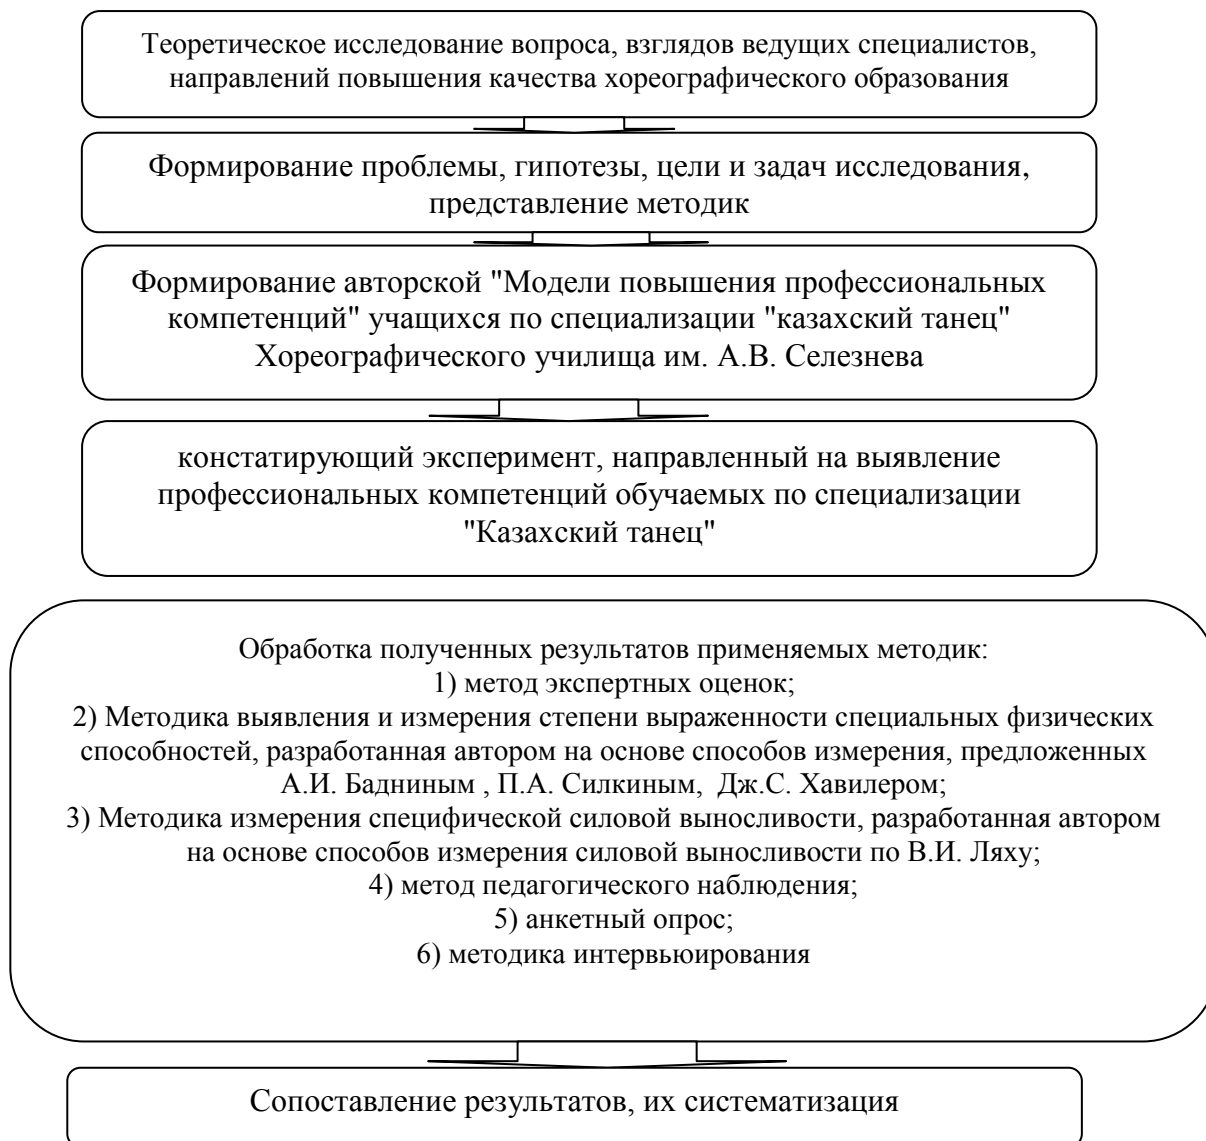 Теоретическое исследование вопроса, взглядов ведущих специалистов,
направлений повышения качества хореографического образования
Формирование проблемы, гипотезы, цели и задач исследования,
представление методик
Формирование авторской "Модели повышения профессиональных
компетенций" учащихся по специализации "казахский танец"
Хореографического училища им. А.В. Селезнева
констатирующий эксперимент, направленный на выявление
профессиональных компетенций обучаемых по специализации
"Казахский танец"
Обработка полученных результатов применяемых методик:
1) метод экспертных оценок;
2) Методика выявления и измерения степени выраженности специальных физических
способностей, разработанная автором на основе способов измерения, предложенных
А.И. Бадниным , П.А. Силкиным, Дж.С. Хавилером;
3) Методика измерения специфической силовой выносливости, разработанная автором
на основе способов измерения силовой выносливости по В.И. Ляху;
4) метод педагогического наблюдения;
5) анкетный опрос;
6) методика интервьюирования
Сопоставление результатов, их систематизация